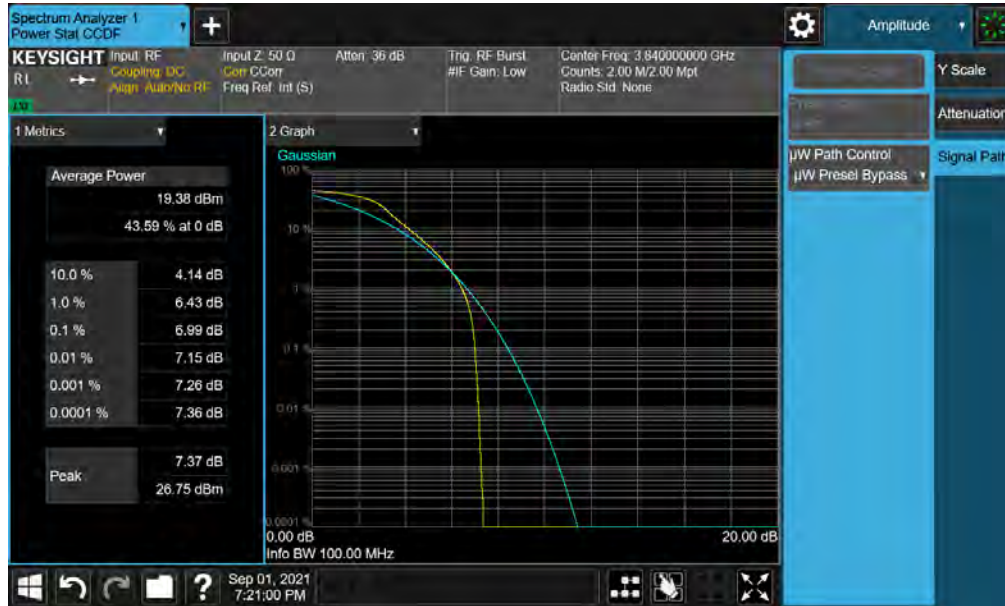 Spectrum Analyzer 1
Power Stat CCDF
+
Amplitude
KEYSIGHT
Input: RF
Coupling: DC
Align: Auto/No RF
Input Z: 50 Ω
Corr CCorr
Freq Ref: Int (S)
Atten: 36 dB
Trig: RF Burst
#IF Gain: Low
Center Freq: 3.840000000 GHz
Counts: 2.00 M/2.00 Mpt
Radio Std: None
Y Scale
Attenuation
Signal Path
µW Path Control
µW Presel Bypass
1 Metrics
Average Power
19.38 dBm
43.59 % at 0 dB
10.0 % 4.14 dB
1.0 % 6.43 dB
0.1 % 6.99 dB
0.01 % 7.15 dB
0.001 % 7.26 dB
0.0001 % 7.36 dB
Peak
7.37 dB
26.75 dBm
2 Graph
Gaussian
100 %
10 %
1 %
0.1 %
0.01 %
0.001 %
0.0001 %
0.00 dB
20.00 dB
Info BW 100.00 MHz
?
Sep 01, 2021
7:21:00 PM